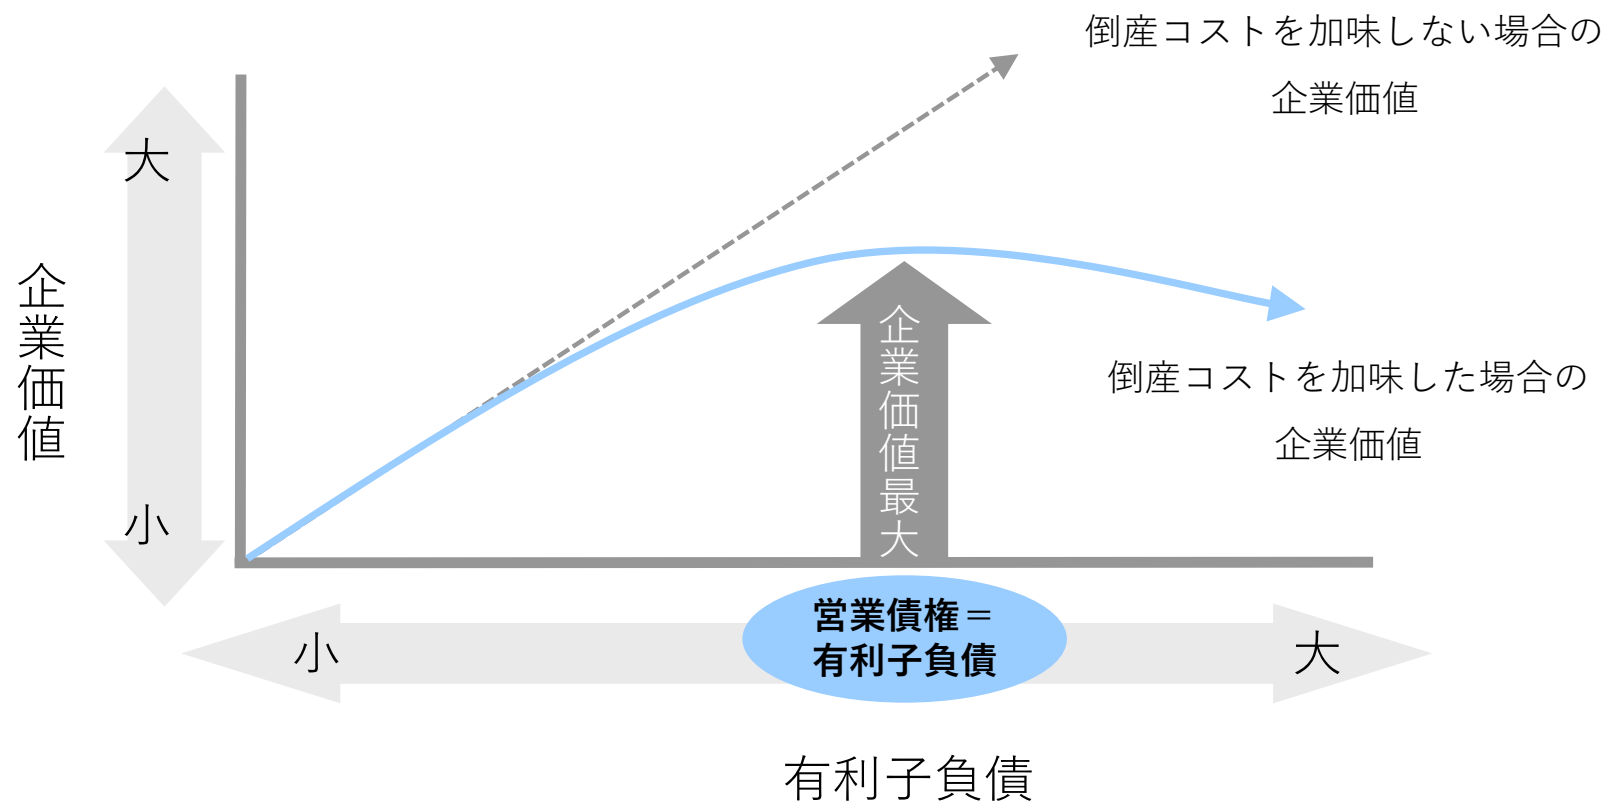 倒産コストを加味しない場合の
企業価値
大
企業価値
小
企業価値最大
倒産コストを加味した場合の
企業価値
小
営業債権＝
有利子負債
大
有利子負債